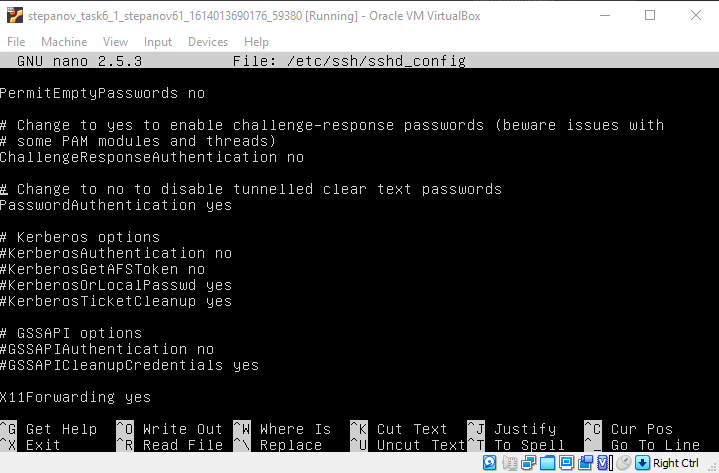 stepanov_task6_1_stepanov61_1614013690176_59380 [Running] - Oracle VM VirtualBox
File Machine View Input Devices Help
GNU nano 2.5.3 File: /etc/ssh/sshd_config
PermitEmptyPasswords no
# Change to yes to enable challenge-response passwords (beware issues with
# some PAM modules and threads)
ChallengeResponseAuthentication no
# Change to no to disable tunnelled clear text passwords
PasswordAuthentication yes
# Kerberos options
#KerberosAuthentication no
#KerberosGetAFSToken no
#KerberosOrLocalPasswd yes
#KerberosTicketCleanup yes
# GSSAPI options
#GSSAPIAuthentication no
#GSSAPICleanupCredentials yes
X11Forwarding yes
^G Get Help ^O Write Out ^W Where Is ^K Cut Text ^J Justify ^C Cur Pos
^X Exit ^R Read File ^\ Replace ^U Uncut Text ^T To Spell ^_ Go To Line
Right Ctrl